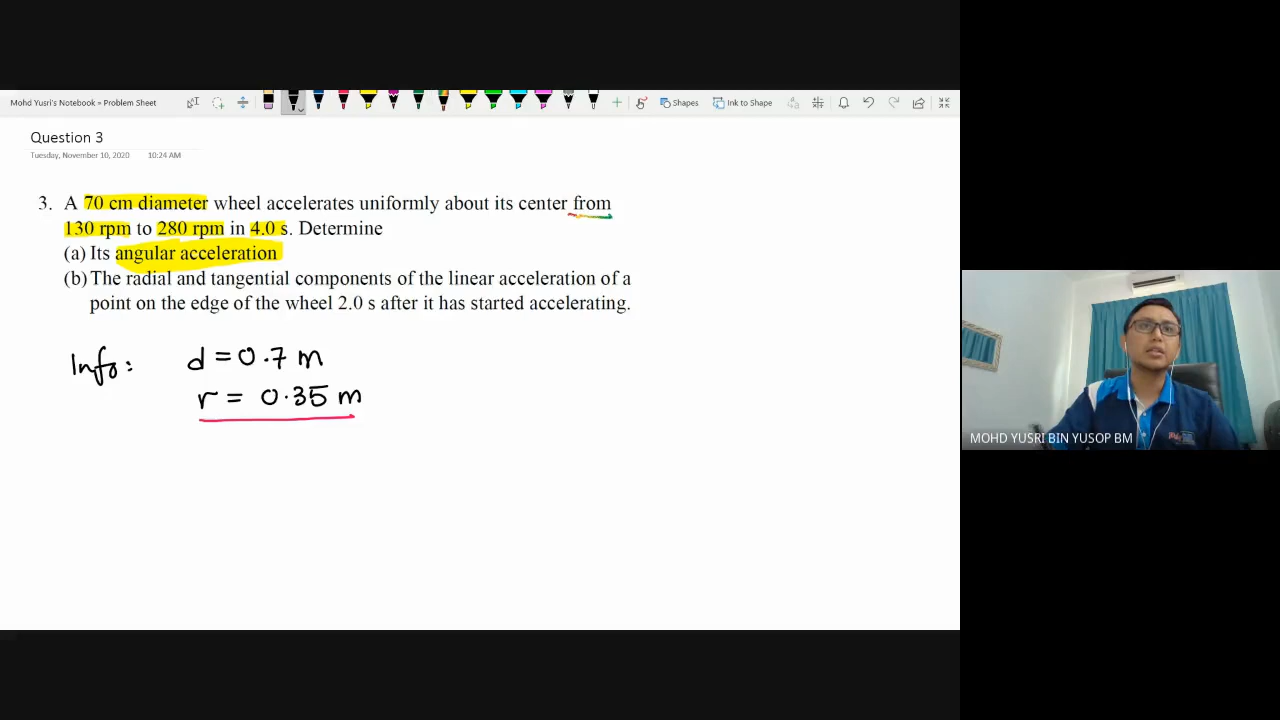 Mohd Yusri's Notebook » Problem Sheet
Shapes
Ink to Shape
Question 3
Tuesday, November 10, 2020 10:24 AM
3. A 70 cm diameter wheel accelerates uniformly about its center from
130 rpm to 280 rpm in 4.0 s. Determine
(a) Its angular acceleration
(b) The radial and tangential components of the linear acceleration of a
point on the edge of the wheel 2.0 s after it has started accelerating.
Info: d = 0.7 m
r = 0.35 m
MOHD YUSRI BIN YUSOP BM